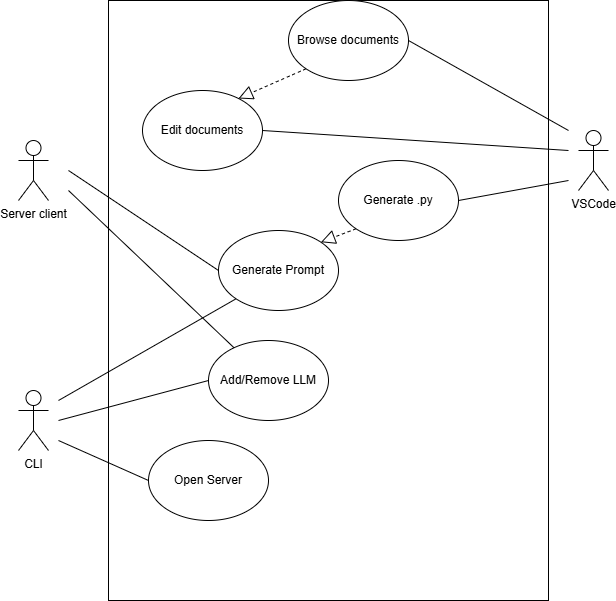 Browse documents
Edit documents
Server client
Generate .py
VSCode
Generate Prompt
Add/Remove LLM
CLI
Open Server